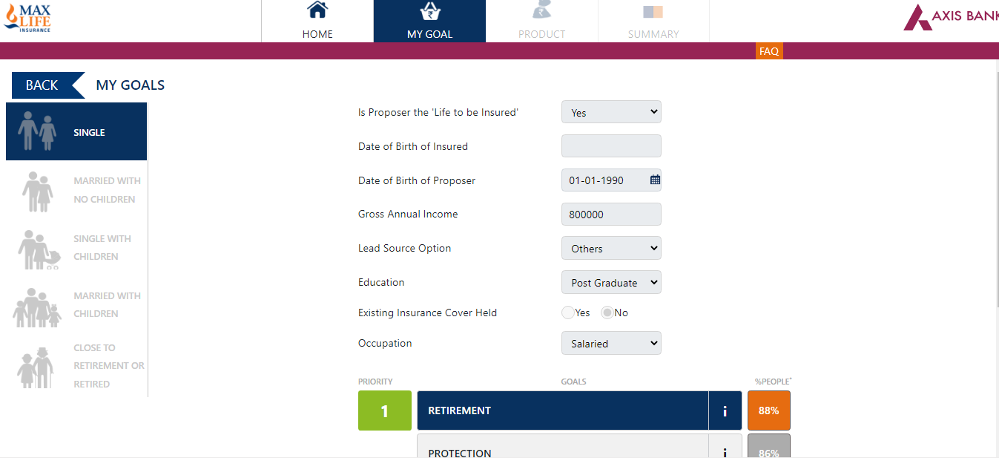 MAX
LIFE
INSURANCE
HOME
MY GOAL
PRODUCT
SUMMARY
AXIS BANK
FAQ
BACK
MY GOALS
SINGLE
MARRIED WITH
NO CHILDREN
SINGLE WITH
CHILDREN
MARRIED WITH
CHILDREN
CLOSE TO
RETIREMENT OR
RETIRED
Is Proposer the 'Life to be Insured' Yes
Date of Birth of Insured
Date of Birth of Proposer 01-01-1990
Gross Annual Income 800000
Lead Source Option Others
Education Post Graduate
Existing Insurance Cover Held Yes No
Occupation Salaried
PRIORITY GOALS %PEOPLE*
1 RETIREMENT i 88%
PROTECTION i 86%